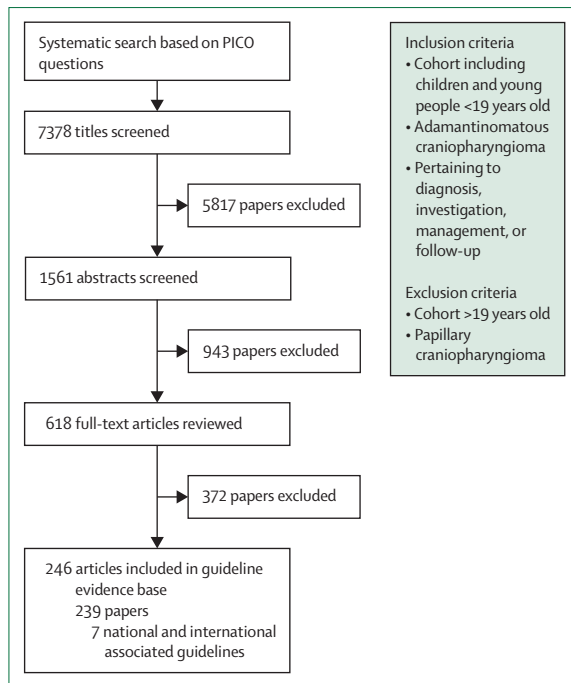 Systematic search based on PICO
questions
7378 titles screened
5817 papers excluded
1561 abstracts screened
943 papers excluded
618 full-text articles reviewed
372 papers excluded
246 articles included in guideline
evidence base
239 papers
7 national and international
associated guidelines
Inclusion criteria
• Cohort including
children and young
people <19 years old
• Adamantinomatous
craniopharyngioma
• Pertaining to
diagnosis,
investigation,
management, or
follow-up
Exclusion criteria
• Cohort >19 years old
• Papillary
craniopharyngioma